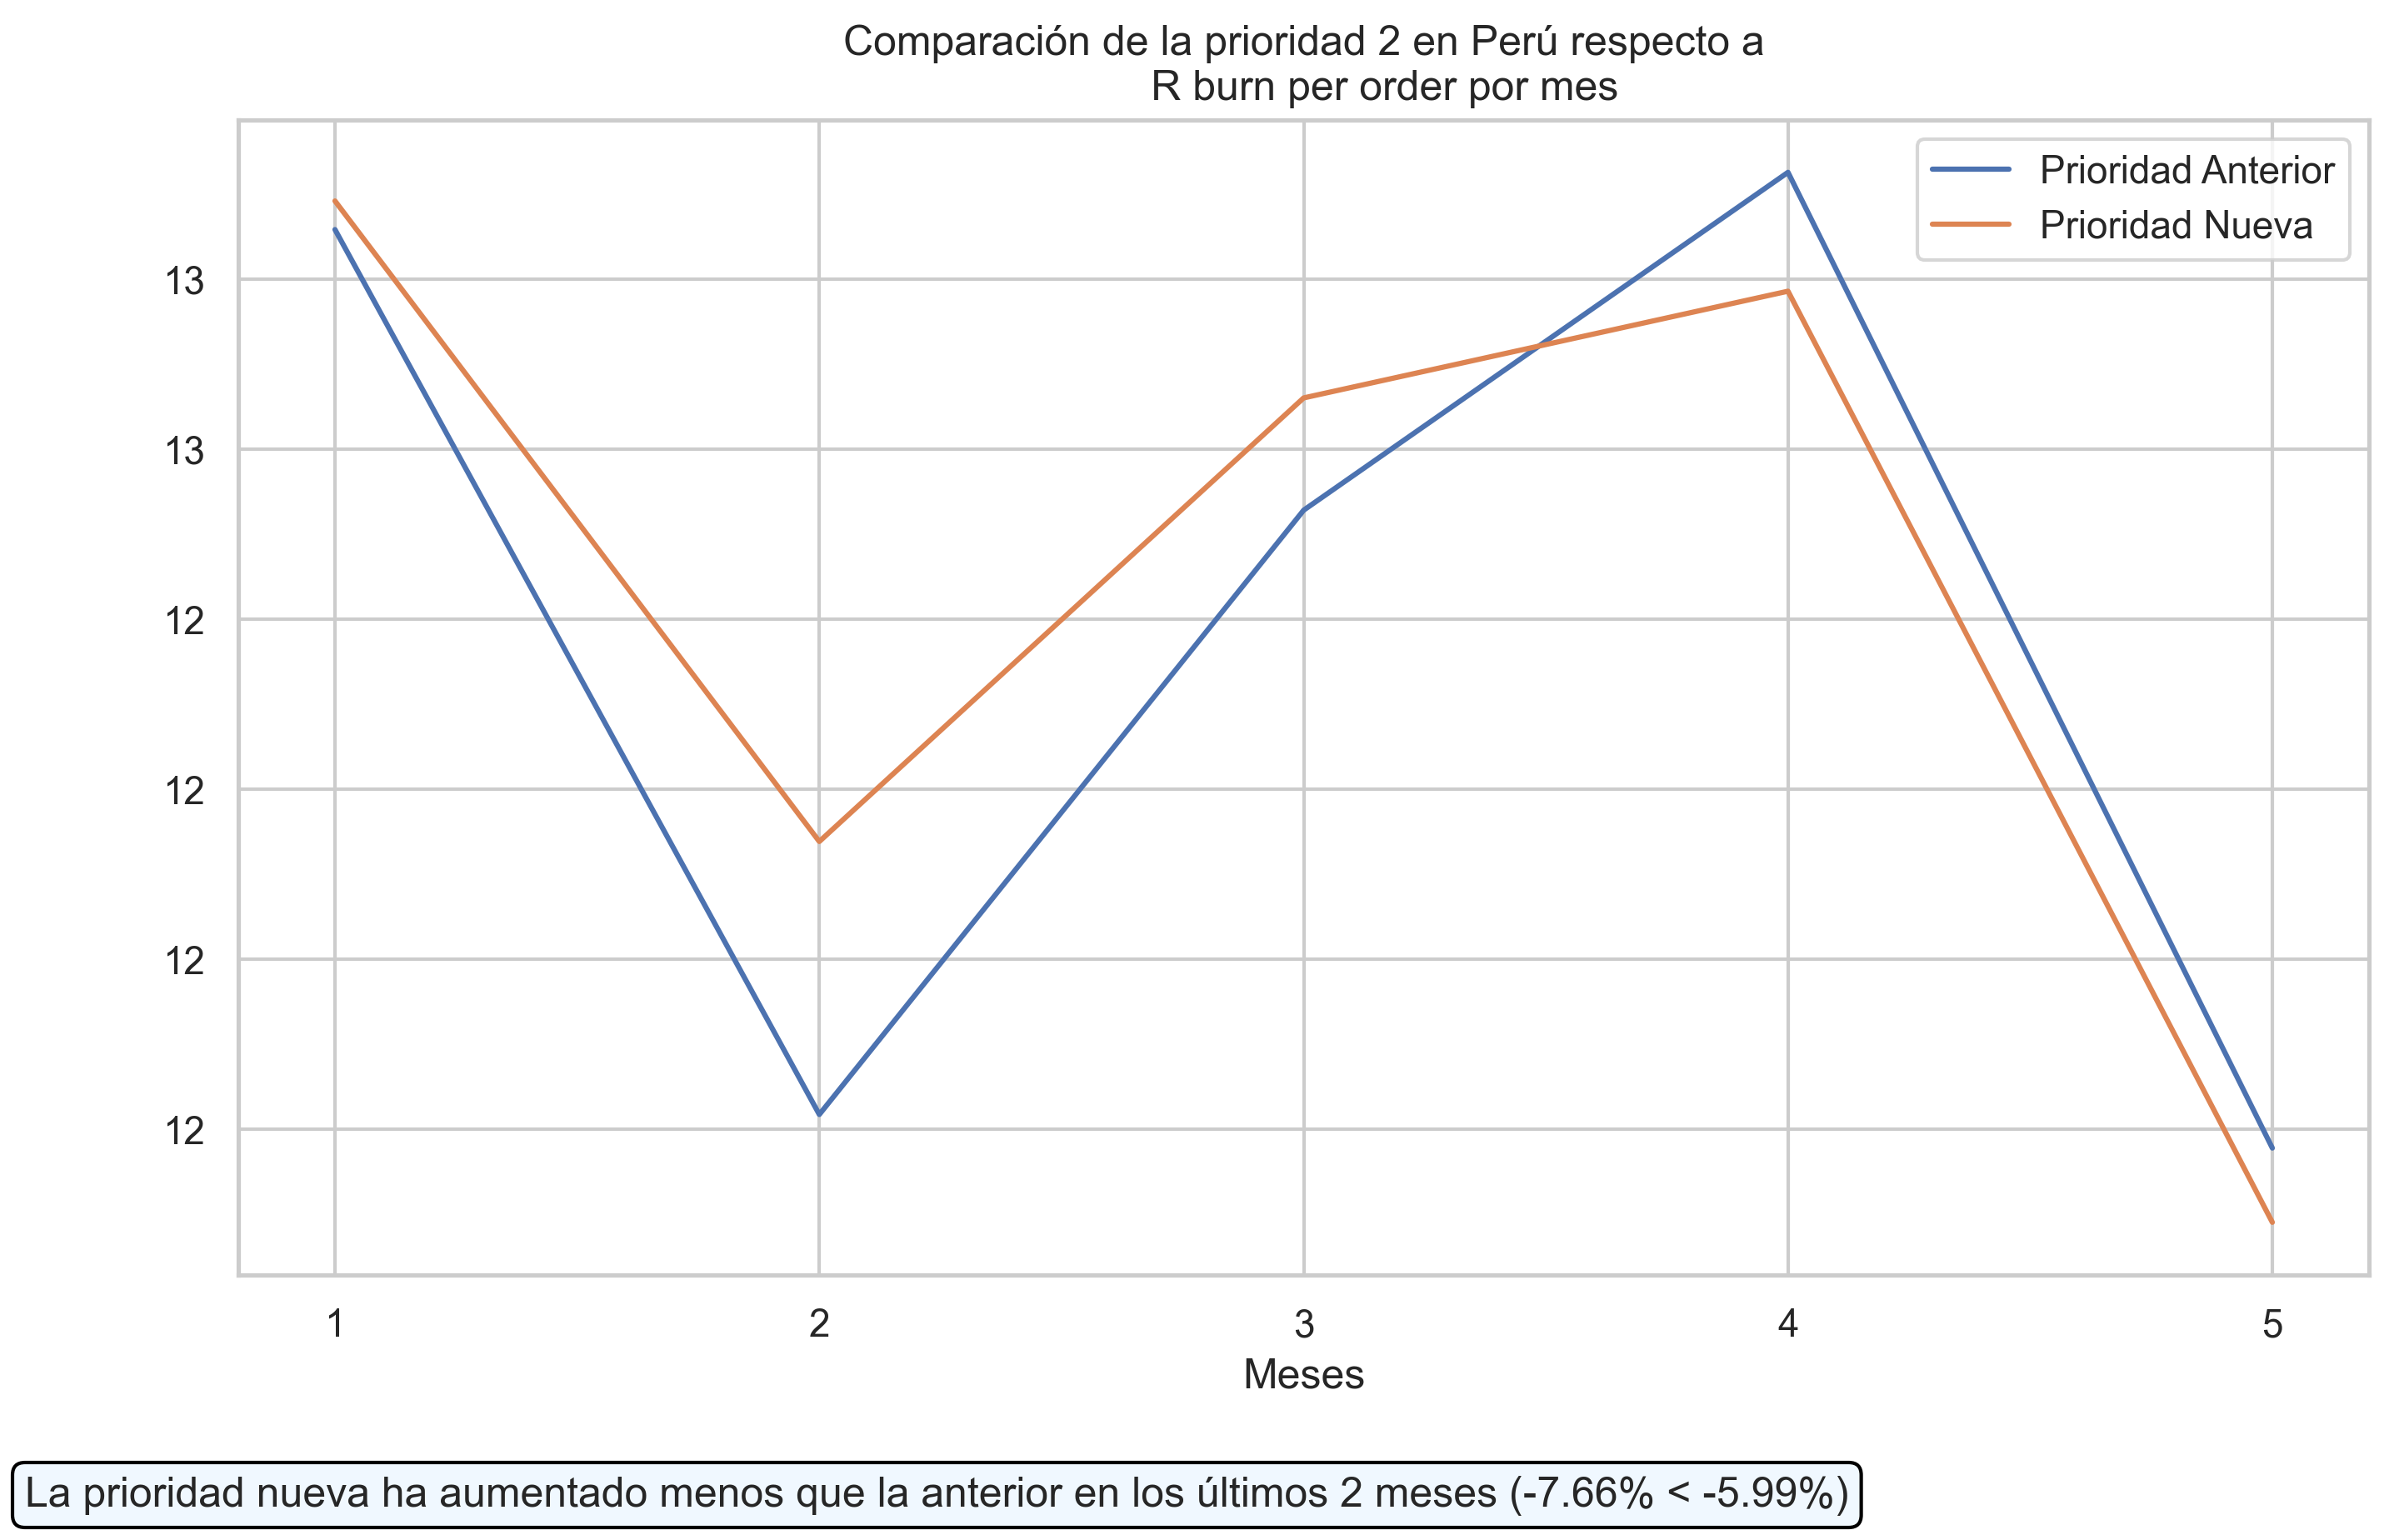 Comparación de la prioridad 2 en Perú respecto a
R burn per order por mes
Prioridad Anterior
Prioridad Nueva
13
13
12
12
12
12
1 2 3 4 5
Meses
La prioridad nueva ha aumentado menos que la anterior en los últimos 2 meses (-7.66% < -5.99%)